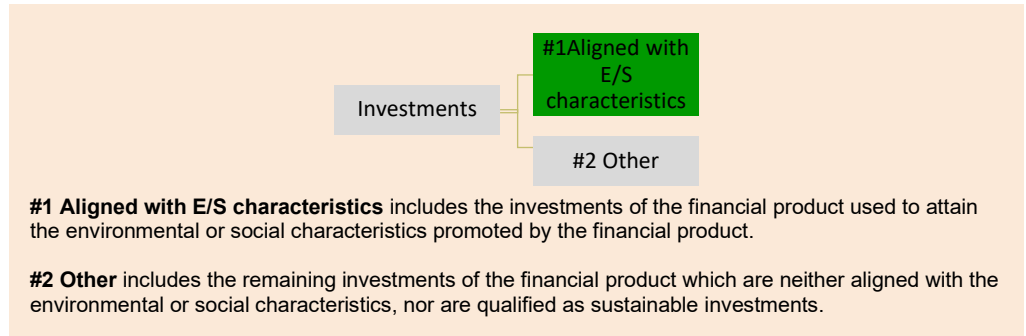 #1Aligned with
E/S
characteristics
Investments
#2 Other
#1 Aligned with E/S characteristics includes the investments of the financial product used to attain
the environmental or social characteristics promoted by the financial product.
#2 Other includes the remaining investments of the financial product which are neither aligned with the
environmental or social characteristics, nor are qualified as sustainable investments.